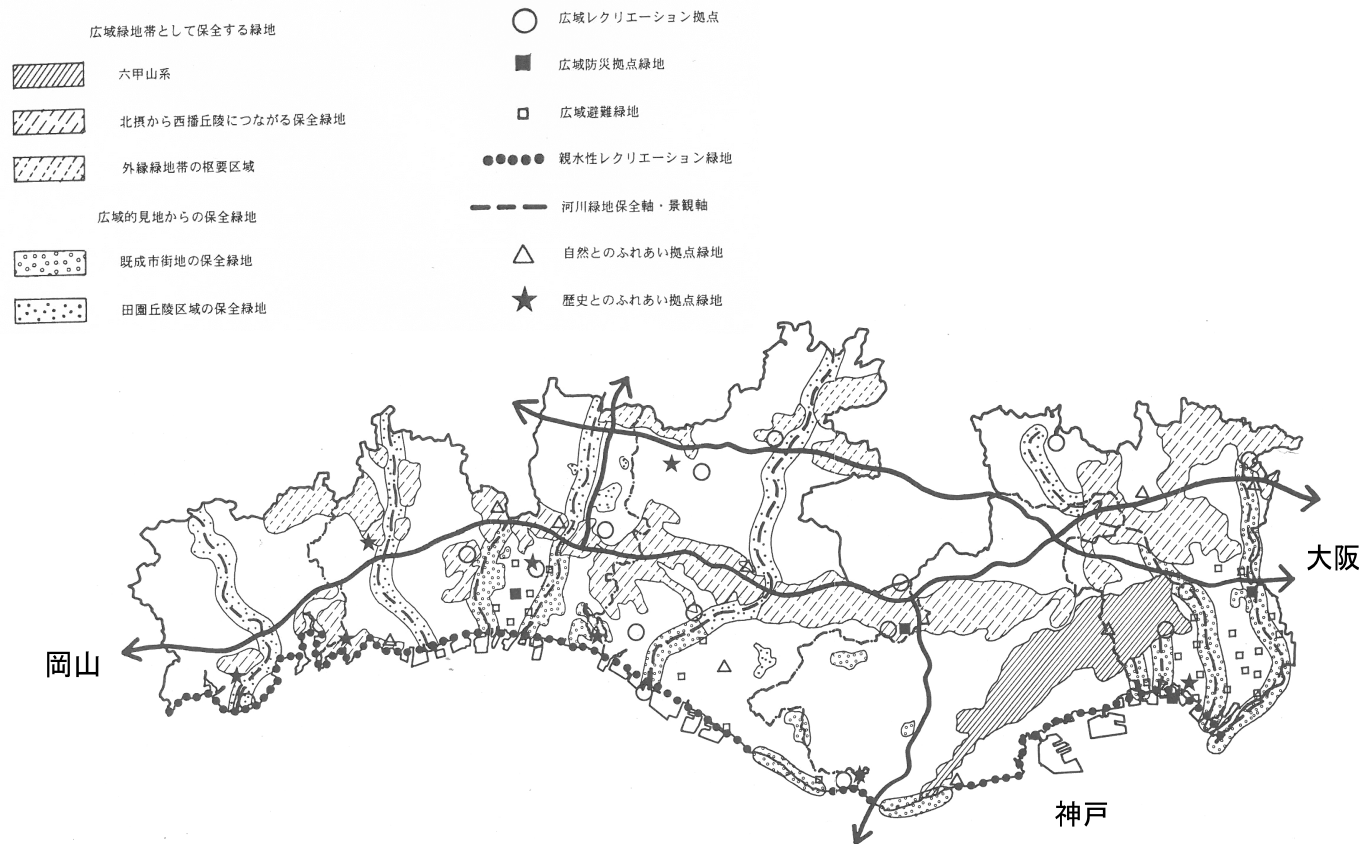 広域緑地帯として保全する緑地
六甲山系
北摂から西播丘陵につながる保全緑地
外縁緑地帯の枢要区域
広域的見地からの保全緑地
既成市街地の保全緑地
田園丘陵区域の保全緑地
広域レクリエーション拠点
広域防災拠点緑地
広域避難緑地
親水性レクリエーション緑地
河川緑地保全軸・景観軸
自然とのふれあい拠点緑地
歴史とのふれあい拠点緑地
大阪
岡山
神戸